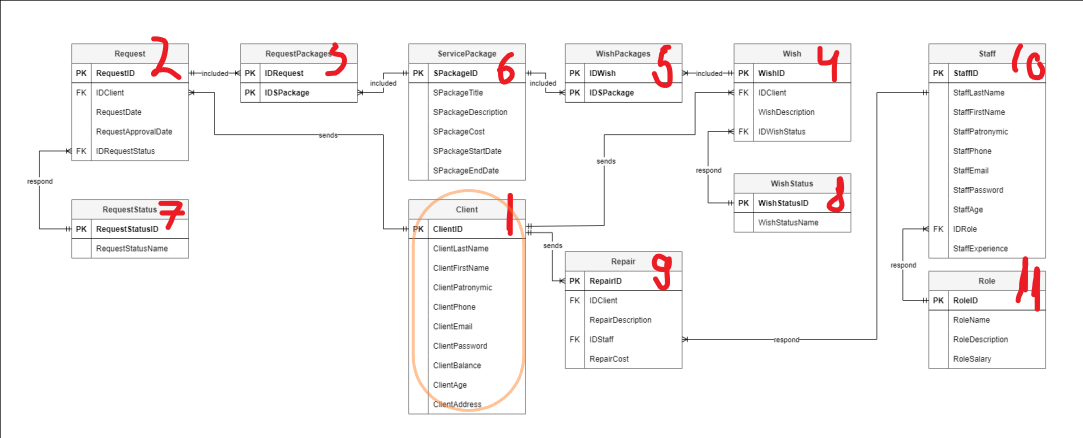 Request
2
PK RequestID
FK IDClient
RequestDate
RequestApprovalDate
FK IDRequestStatus
included
RequestPackages
3
PK IDRequest
PK IDSPackage
included
ServicePackage
6
PK SPackageID
SPackageTitle
SPackageDescription
SPackageCost
SPackageStartDate
SPackageEndDate
included
WishPackages
5
PK IDWish
PK IDSPackage
included
Wish
4
PK WishID
FK IDClient
WishDescription
FK IDWishStatus
Staff
10
PK StaffID
StaffLastName
StaffFirstName
StaffPatronymic
StaffPhone
StaffEmail
StaffPassword
StaffAge
FK IDRole
StaffExperience
sends
sends
respond
respond
RequestStatus
7
PK RequestStatusID
RequestStatusName
Client
1
PK ClientID
ClientLastName
ClientFirstName
ClientPatronymic
ClientPhone
ClientEmail
ClientPassword
ClientBalance
ClientAge
ClientAddress
sends
WishStatus
8
PK WishStatusID
WishStatusName
Repair
9
PK RepairID
FK IDClient
RepairDescription
FK IDStaff
RepairCost
respond
respond
Role
11
PK RoleID
RoleName
RoleDescription
RoleSalary